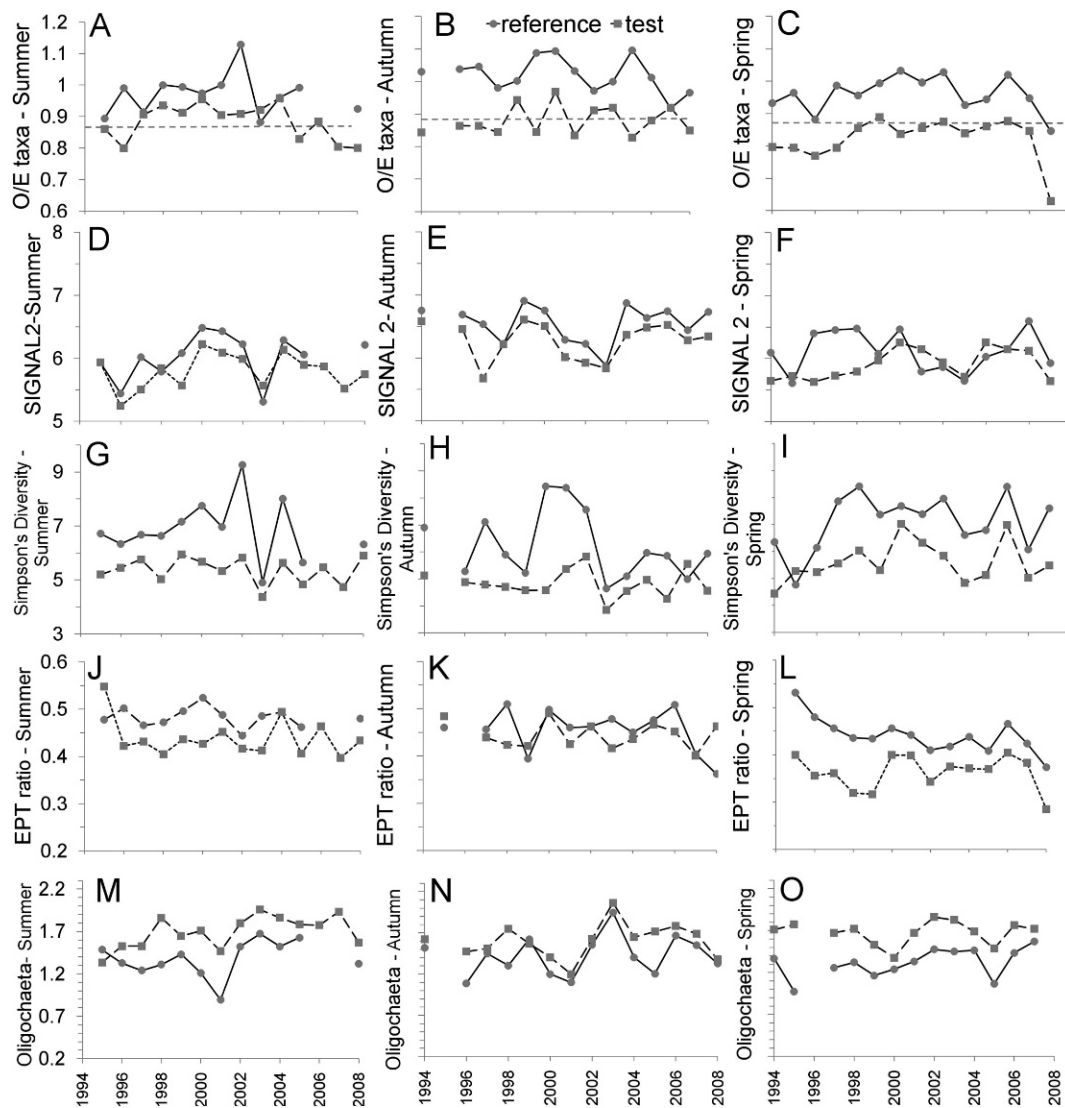 A
O/E taxa - Summer
1.2
1.1
1
0.9
0.8
0.7
0.6
B
reference
test
O/E taxa - Autumn
C
O/E taxa - Spring
D
SIGNAL2-Summer
8
7
6
5
E
SIGNAL 2- Autumn
F
SIGNAL 2 - Spring
G
Simpson's Diversity -
Summer
9
7
5
3
H
Simpson's Diversity -
Autumn
I
Simpson's Diversity -
Spring
J
EPT ratio - Summer
0.6
0.5
0.4
0.3
0.2
K
EPT ratio - Autumn
L
EPT ratio - Spring
M
Oligochaeta- Summer
2.2
1.7
1.2
0.7
0.2
N
Oligochaeta - Autumn
O
Oligochaeta - Spring
1994
1996
1998
2000
2002
2004
2006
2008
1994
1996
1998
2000
2002
2004
2006
2008
1994
1996
1998
2000
2002
2004
2006
2008